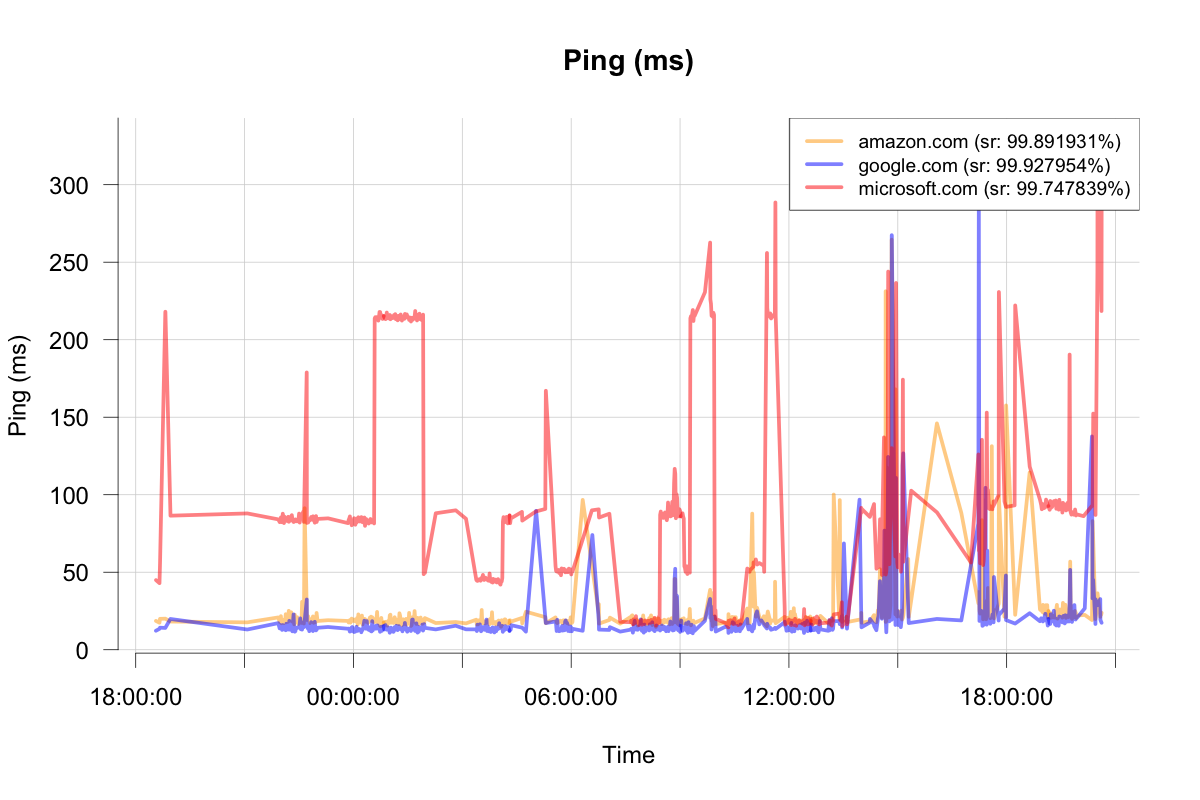 Ping (ms)
amazon.com (sr: 99.891931%)
google.com (sr: 99.927954%)
microsoft.com (sr: 99.747839%)
300
250
200
150
100
50
0
Ping (ms)
18:00:00 00:00:00 06:00:00 12:00:00 18:00:00
Time